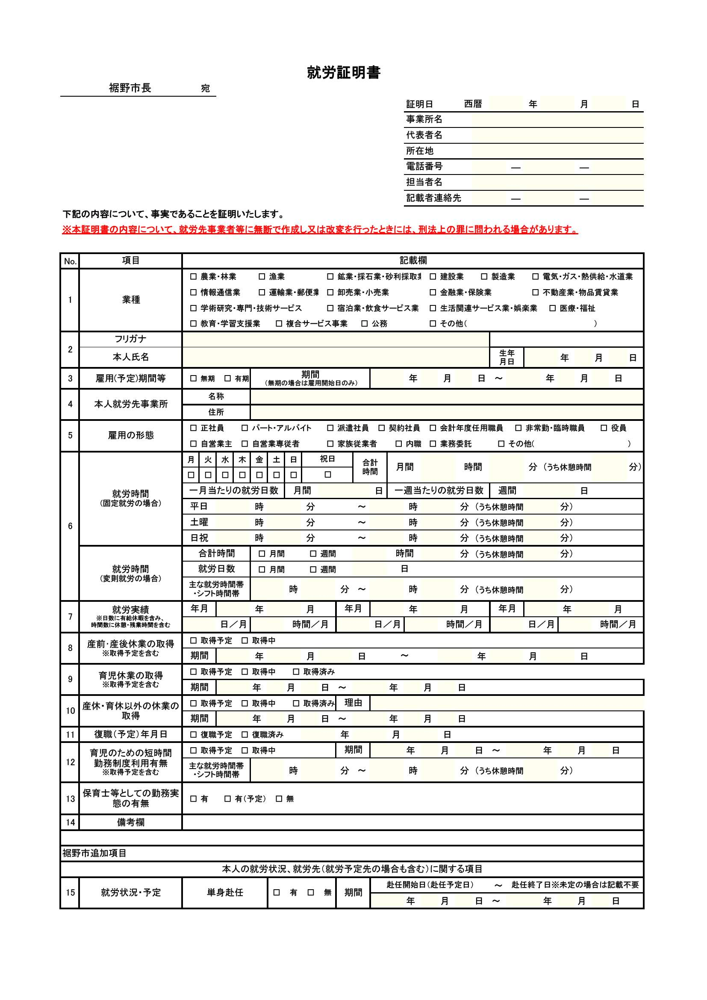 就労証明書
裾野市長 宛
証明日 西暦 年 月 日
事業所名
代表者名
所在地
電話番号 ― ―
担当者名
記載者連絡先 ― ―
下記の内容について、事実であることを証明いたします。
※本証明書の内容について、就労先事業者等に無断で作成し又は改変を行ったときには、刑法上の罪に問われる場合があります。
No. 項目 記載欄
1 業種
□ 農業・林業 □ 漁業 □ 鉱業・採石業・砂利採取業 □ 建設業 □ 製造業 □ 電気・ガス・熱供給・水道業
□ 情報通信業 □ 運輸業・郵便業 □ 卸売業・小売業 □ 金融業・保険業 □ 不動産業・物品賃貸業
□ 学術研究・専門・技術サービス □ 宿泊業・飲食サービス業 □ 生活関連サービス業・娯楽業 □ 医療・福祉
□ 教育・学習支援業 □ 複合サービス事業 □ 公務 □ その他( )
2 フリガナ
本人氏名 生年月日 年 月 日
3 雇用(予定)期間等 □ 無期 □ 有期 期間 年 月 日 ～ 年 月 日
(無期の場合は雇用開始日のみ)
4 本人就労先事業所 名称
住所
5 雇用の形態
□ 正社員 □ パート・アルバイト □ 派遣社員 □ 契約社員 □ 会計年度任用職員 □ 非常勤・臨時職員 □ 役員
□ 自営業主 □ 自営業専従者 □ 家族従業者 □ 内職 □ 業務委託 □ その他( )
6 就労時間
(固定就労の場合)
月 火 水 木 金 土 日 祝日 合計時間 月間 時間 分 (うち休憩時間 分)
□ □ □ □ □ □ □ □
一月当たりの就労日数 月間 日 一週当たりの就労日数 週間 日
平日 時 分 ～ 時 分 (うち休憩時間 分)
土曜 時 分 ～ 時 分 (うち休憩時間 分)
日祝 時 分 ～ 時 分 (うち休憩時間 分)
就労時間
(変則就労の場合)
合計時間 □ 月間 □ 週間 時間 分 (うち休憩時間 分)
就労日数 □ 月間 □ 週間 日
主な就労時間帯
・シフト時間帯 時 分 ～ 時 分 (うち休憩時間 分)
7 就労実績
※日数に有給休暇を含み、
時間数に休憩・残業時間を含む
年月 年 月 年月 年 月 年月 年 月
日／月 時間／月 日／月 時間／月 日／月 時間／月
8 産前・産後休業の取得
※取得予定を含む
□ 取得予定 □ 取得中
期間 年 月 日 ～ 年 月 日
9 育児休業の取得
※取得予定を含む
□ 取得予定 □ 取得中 □ 取得済み
期間 年 月 日 ～ 年 月 日
10 産休・育休以外の休業の
取得
□ 取得予定 □ 取得中 □ 取得済み 理由
期間 年 月 日 ～ 年 月 日
11 復職(予定)年月日 □ 復職予定 □ 復職済み 年 月 日
12 育児のための短時間
勤務制度利用有無
※取得予定を含む
□ 取得予定 □ 取得中 期間 年 月 日 ～ 年 月 日
主な就労時間帯
・シフト時間帯 時 分 ～ 時 分 (うち休憩時間 分)
13 保育士等としての勤務実
態の有無
□ 有 □ 有(予定) □ 無
14 備考欄
裾野市追加項目
本人の就労状況、就労先(就労予定先の場合も含む)に関する項目
15 就労状況・予定 単身赴任 □ 有 □ 無 期間
赴任開始日(赴任予定日) ～ 赴任終了日※未定の場合は記載不要
年 月 日 ～ 年 月 日